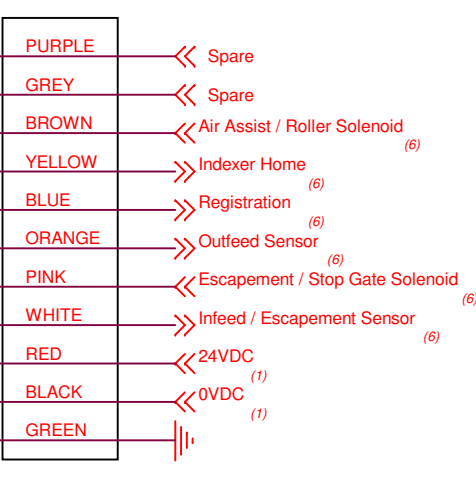 PURPLE Spare
GREY Spare
BROWN Air Assist / Roller Solenoid
(6)
YELLOW Indexer Home
(6)
BLUE Registration
(6)
ORANGE Outfeed Sensor
(6)
PINK Escapement / Stop Gate Solenoid
(6)
WHITE Infeed / Escapement Sensor
(6)
RED 24VDC
(1)
BLACK 0VDC
(1)
GREEN